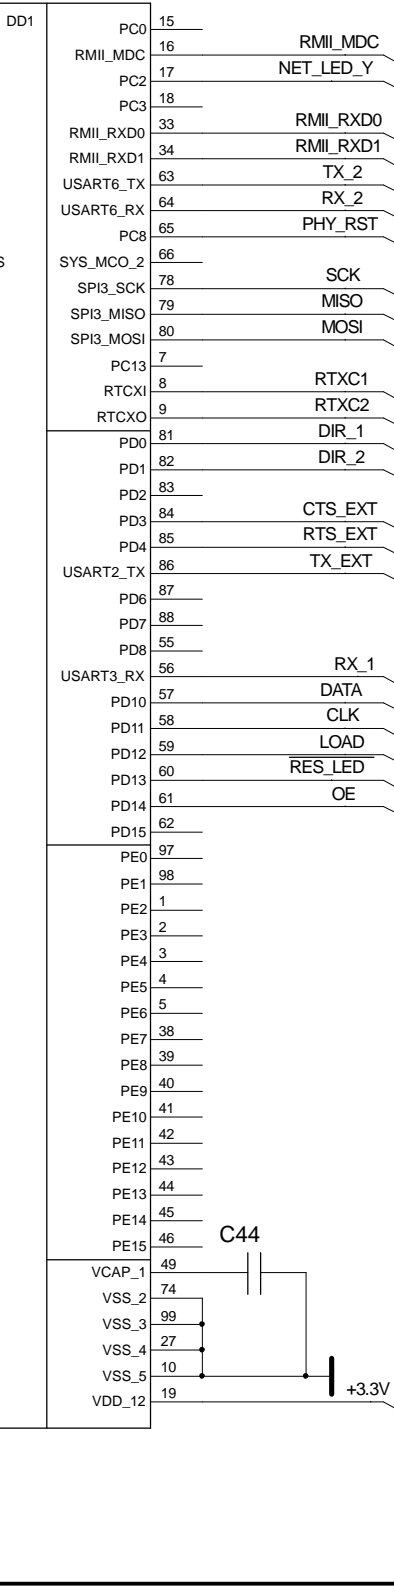 DD1
PC0 15
RMII_MDC 16 RMII_MDC
PC2 17 NET_LED_Y
PC3 18
RMII_RXD0 33 RMII_RXD0
RMII_RXD1 34 RMII_RXD1
USART6_TX 63 TX_2
USART6_RX 64 RX_2
PC8 65 PHY_RST
S
SYS_MCO_2 66
SPI3_SCK 78 SCK
SPI3_MISO 79 MISO
SPI3_MOSI 80 MOSI
PC13 7
RTCXI 8 RTXC1
RTCXO 9 RTXC2
PD0 81 DIR_1
PD1 82 DIR_2
PD2 83
PD3 84 CTS_EXT
PD4 85 RTS_EXT
USART2_TX 86 TX_EXT
PD6 87
PD7 88
PD8 55
USART3_RX 56 RX_1
PD10 57 DATA
PD11 58 CLK
PD12 59 LOAD
PD13 60 RES_LED
PD14 61 OE
PD15 62
PE0 97
PE1 98
PE2 1
PE3 2
PE4 3
PE5 4
PE6 5
PE7 38
PE8 39
PE9 40
PE10 41
PE11 42
PE12 43
PE13 44
PE14 45
PE15 46
C44
VCAP_1 49
VSS_2 74
VSS_3 99
VSS_4 27
VSS_5 10
VDD_12 19 +3.3V